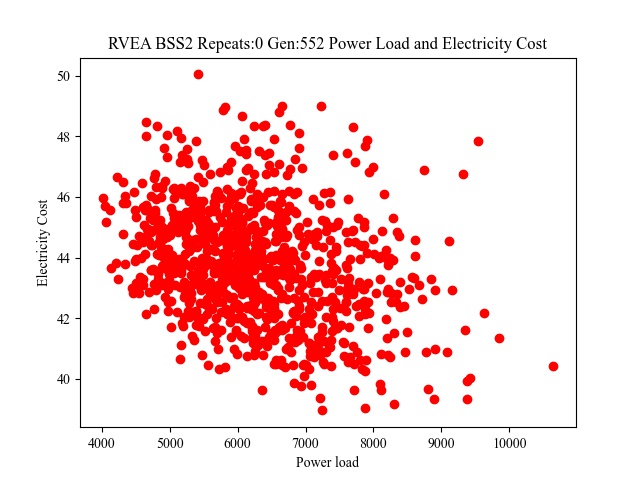 RVEA BSS2 Repeats:0 Gen:552 Power Load and Electricity Cost
Electricity Cost
50
48
46
44
42
40
4000 5000 6000 7000 8000 9000 10000
Power load